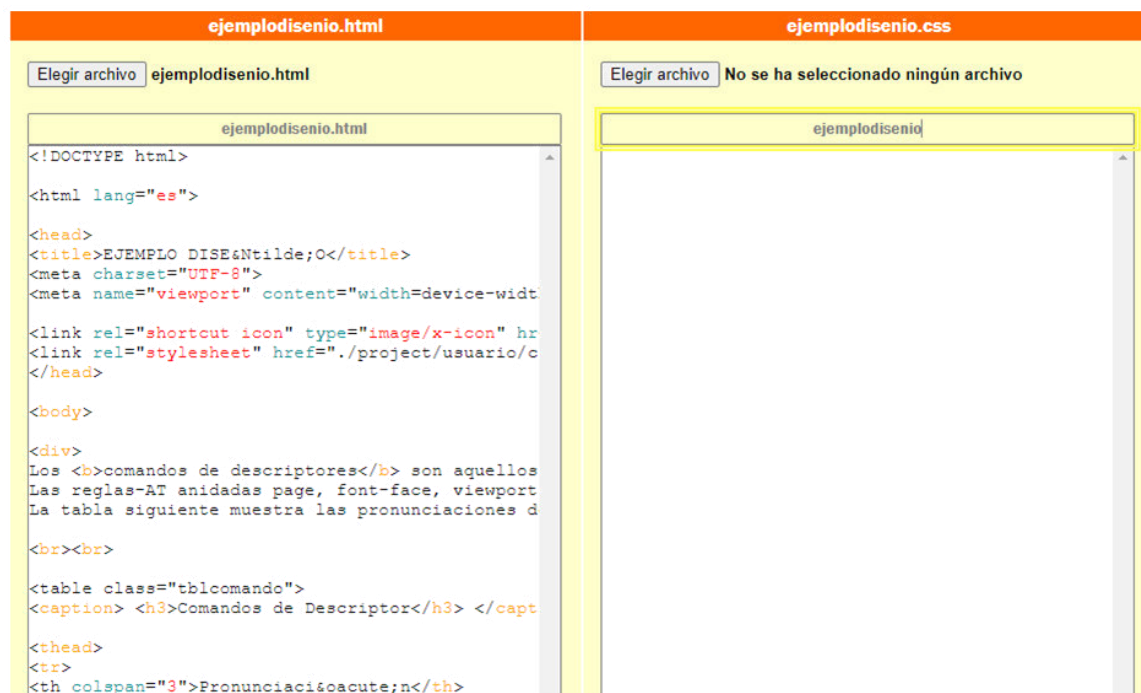 ejemplodisenio.html
Elegir archivo ejemplodisenio.html
ejemplodisenio.html
<!DOCTYPE html>
<html lang="es">
<head>
<title>EJEMPLO DISE&Ntilde;O</title>
<meta charset="UTF-8">
<meta name="viewport" content="width=device-widt
<link rel="shortcut icon" type="image/x-icon" hr
<link rel="stylesheet" href="./project/usuario/c
</head>
<body>
<div>
Los <b>comandos de descriptores</b> son aquellos
Las reglas-AT anidadas page, font-face, viewport
La tabla siguiente muestra las pronunciaciones d
<br><br>
<table class="tblcomando">
<caption> <h3>Comandos de Descriptor</h3> </capt
<thead>
<tr>
<th colspan="3">Pronunciaci&oacute;n</th>
ejemplodisenio.css
Elegir archivo No se ha seleccionado ningún archivo
ejemplodisenio